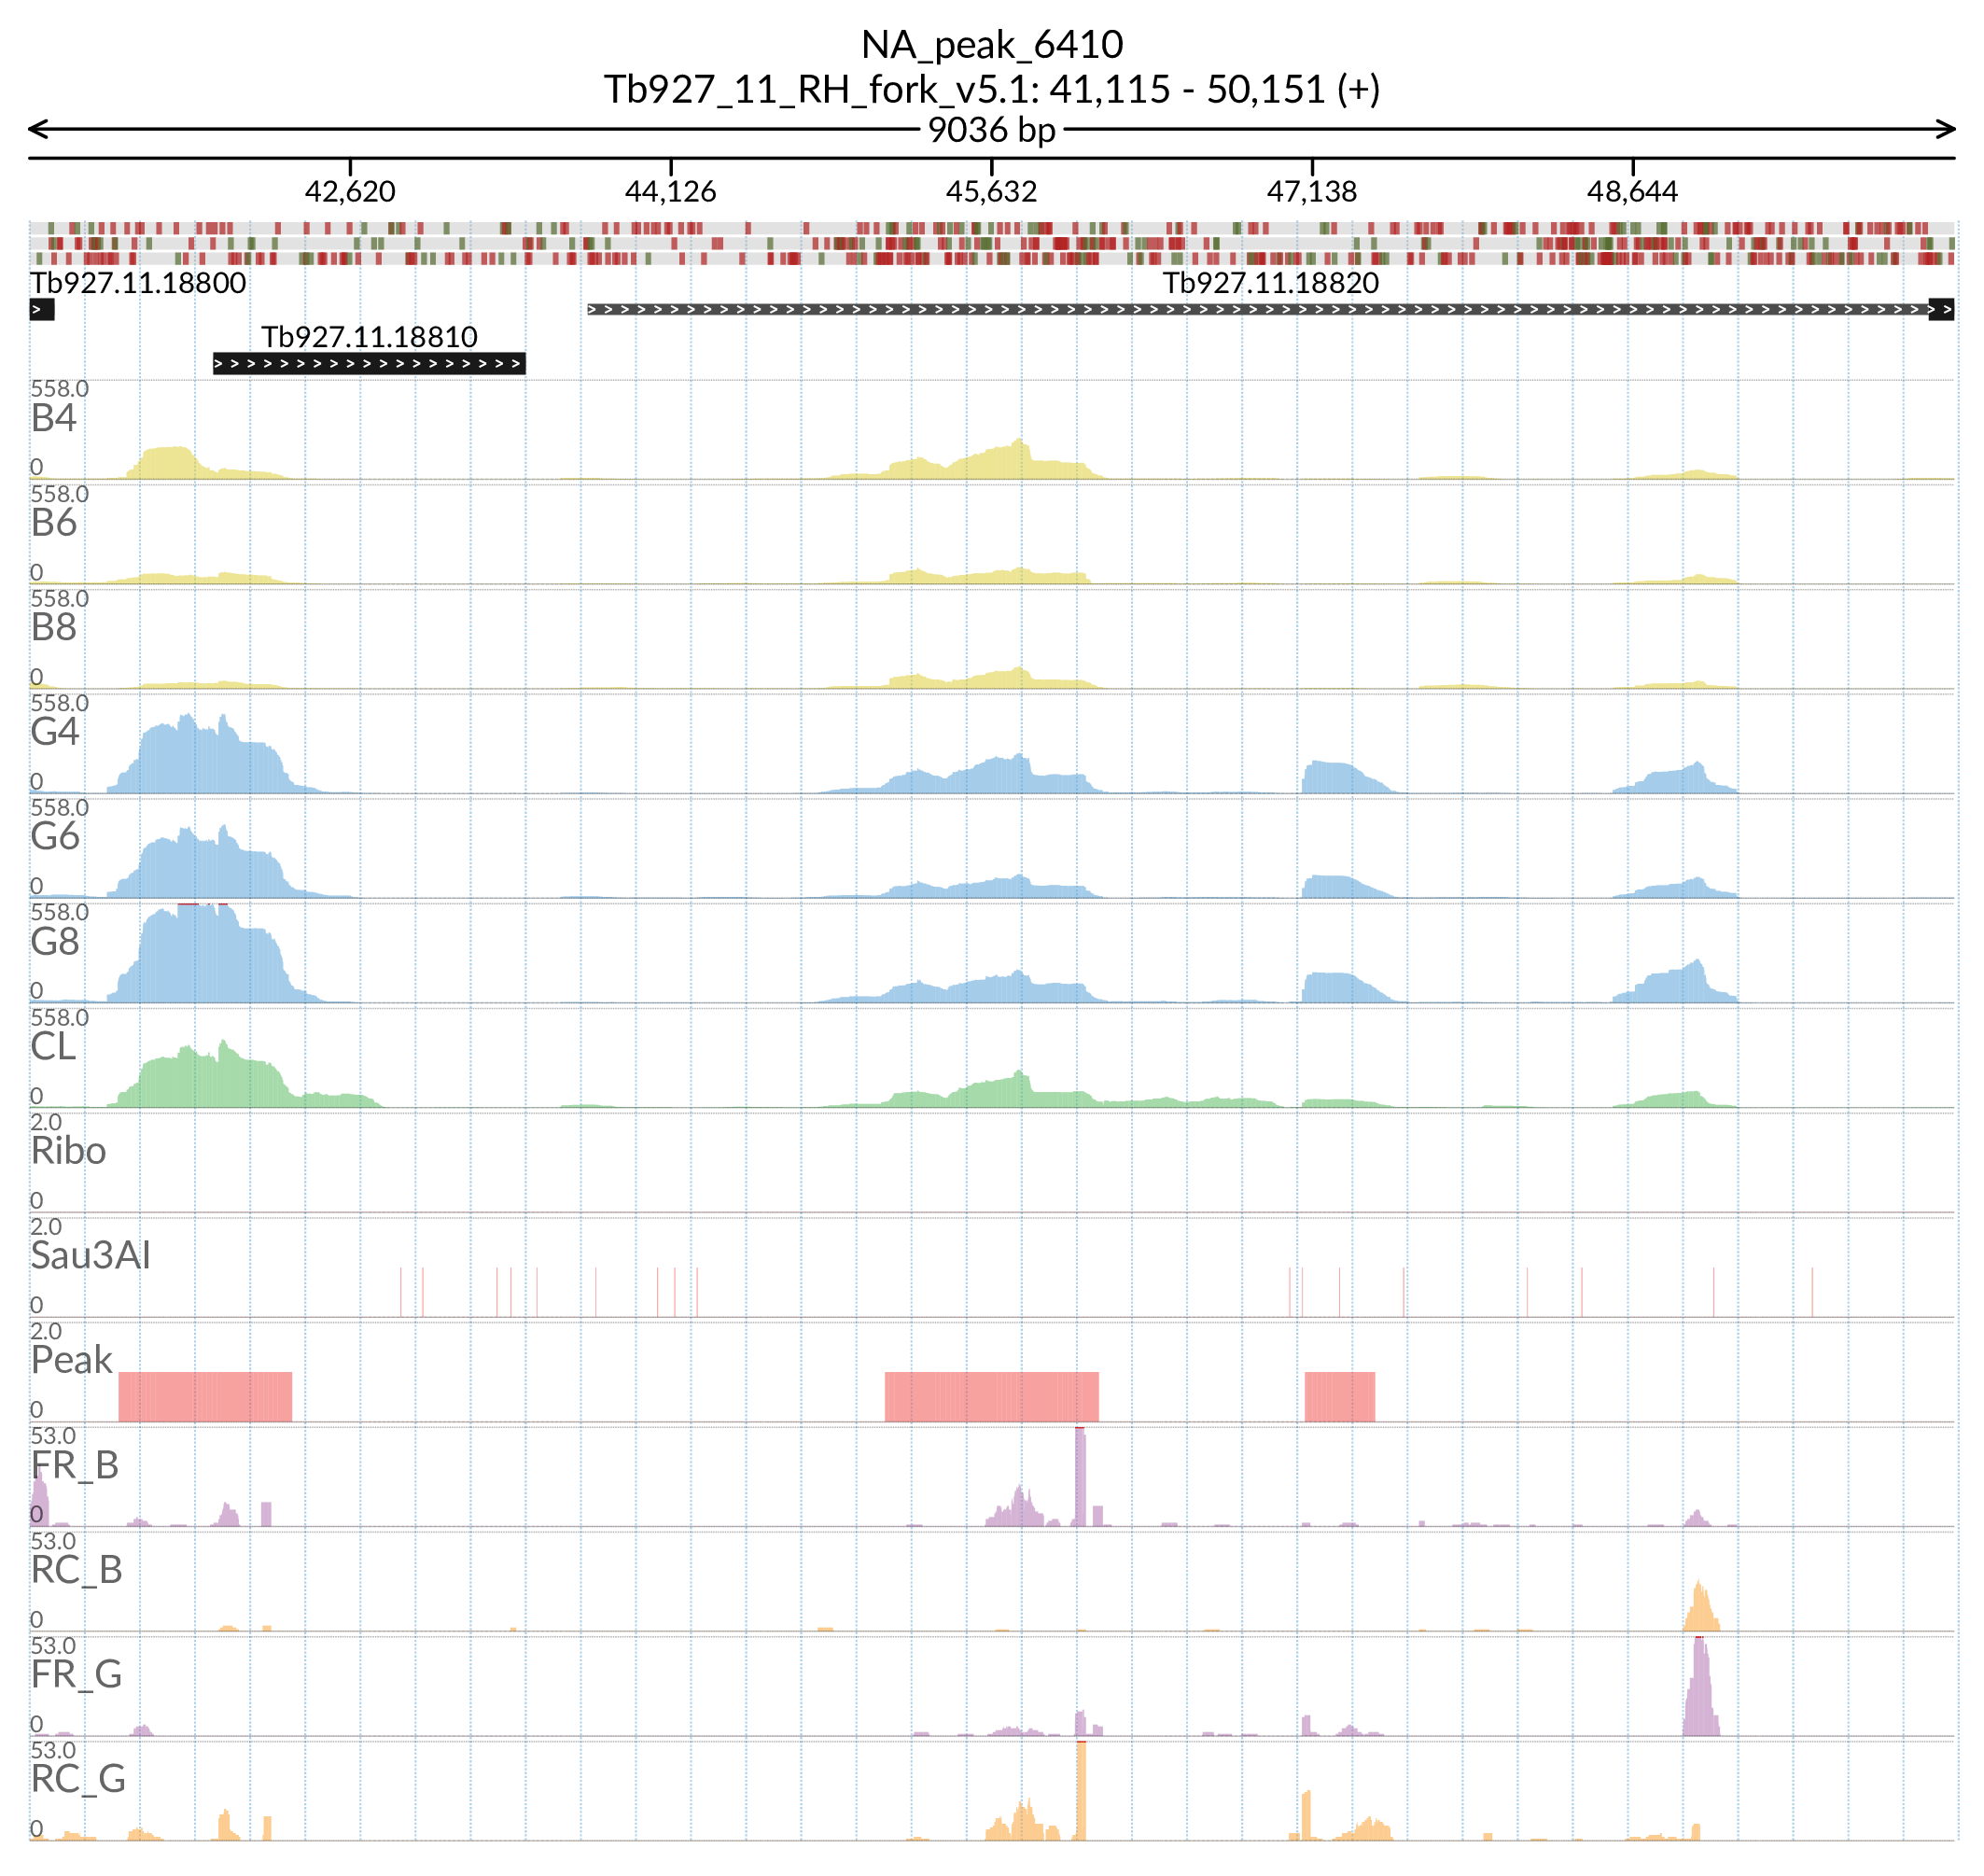 NA_peak_6410
Tb927_11_RH_fork_v5.1: 41,115 - 50,151 (+)
9036 bp
42,620 44,126 45,632 47,138 48,644
Tb927.11.18800 Tb927.11.18820
Tb927.11.18810
558.0
B4
0
558.0
B6
0
558.0
B8
0
558.0
G4
0
558.0
G6
0
558.0
G8
0
558.0
CL
0
2.0
Ribo
0
2.0
Sau3AI
0
2.0
Peak
0
53.0
FR_B
0
53.0
RC_B
0
53.0
FR_G
0
53.0
RC_G
0